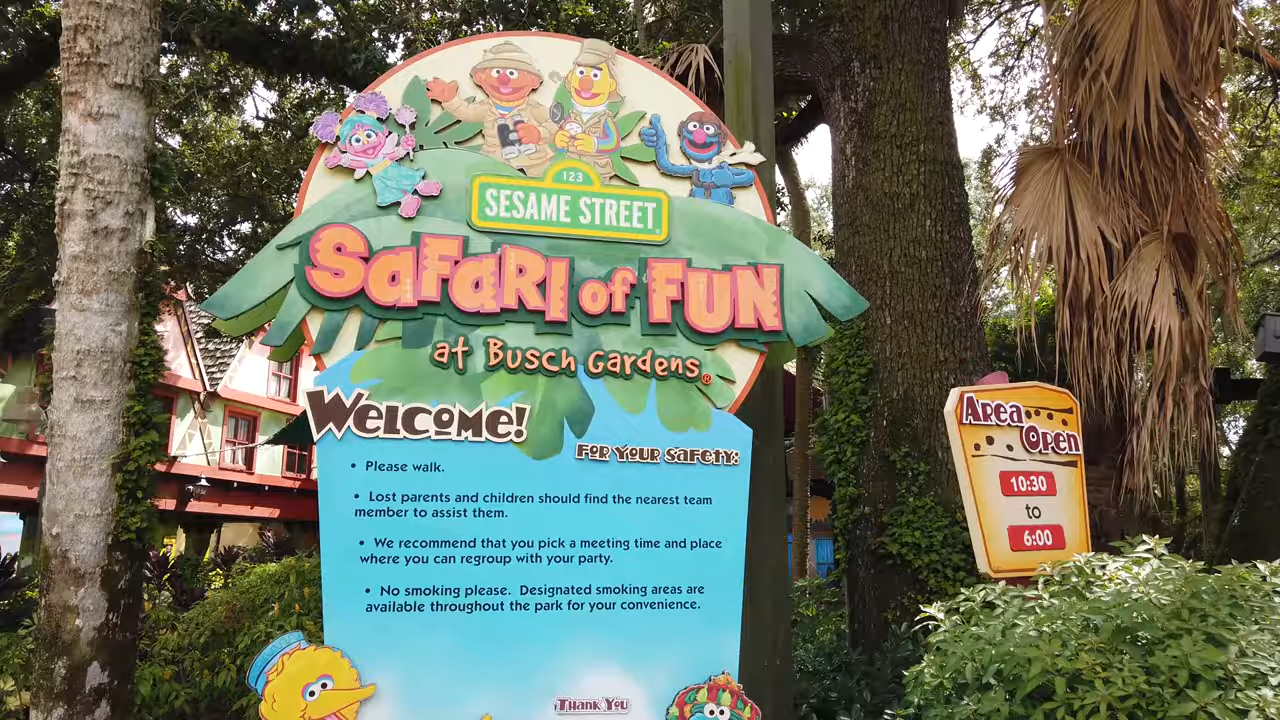 123
SESAME STREET
SaFaRI of FUN
at Busch Gardens®
WELCOME!
FOR YOUR SAFETY:
• Please walk.
• Lost parents and children should find the nearest team
member to assist them.
• We recommend that you pick a meeting time and place
where you can regroup with your party.
• No smoking please. Designated smoking areas are
available throughout the park for your convenience.
THANK YOU
AREA
OPEN
10:30
to
6:00